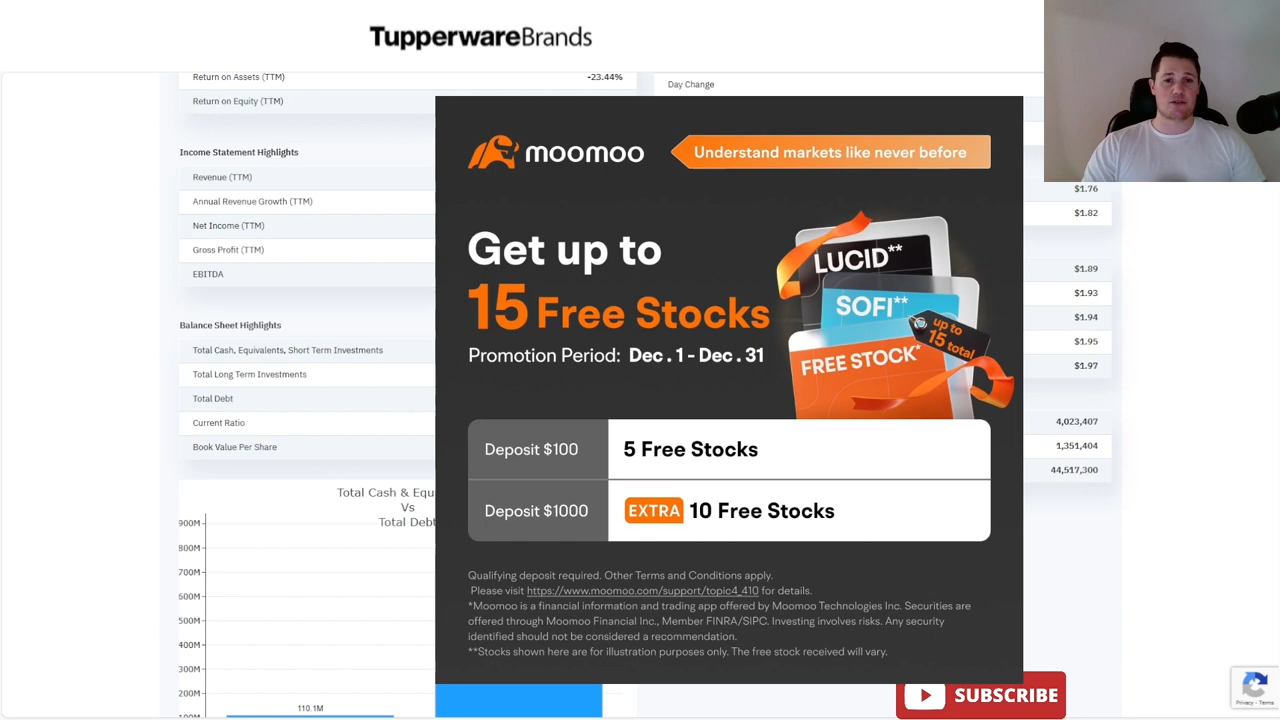 TupperwareBrands
Return on Assets (TTM) -23.44%
Return on Equity (TTM)
Income Statement Highlights
Revenue (TTM)
Annual Revenue Growth (TTM)
Net Income (TTM)
Gross Profit (TTM)
EBITDA
Balance Sheet Highlights
Total Cash, Equivalents, Short Term Investments
Total Long Term Investments
Total Debt
Current Ratio
Book Value Per Share
Total Cash & Equ
Vs
Total Debt
900M
800M
700M
600M
500M
400M
300M
200M
100M
110.1M
moomoo
Understand markets like never before
Get up to
15 Free Stocks
Promotion Period: Dec . 1 - Dec . 31
LUCID**
SOFI**
FREE STOCK*
up to
15 total
Deposit $100 5 Free Stocks
Deposit $1000 EXTRA 10 Free Stocks
Qualifying deposit required. Other Terms and Conditions apply.
Please visit https://www.moomoo.com/support/topic4_410 for details.
*Moomoo is a financial information and trading app offered by Moomoo Technologies Inc. Securities are
offered through Moomoo Financial Inc., Member FINRA/SIPC. Investing involves risks. Any security
identified should not be considered a recommendation.
**Stocks shown here are for illustration purposes only. The free stock received will vary.
Day Change
$1.76
$1.82
$1.89
$1.93
$1.94
$1.95
$1.97
4,023,407
1,351,404
44,517,300
SUBSCRIBE
Privacy - Terms